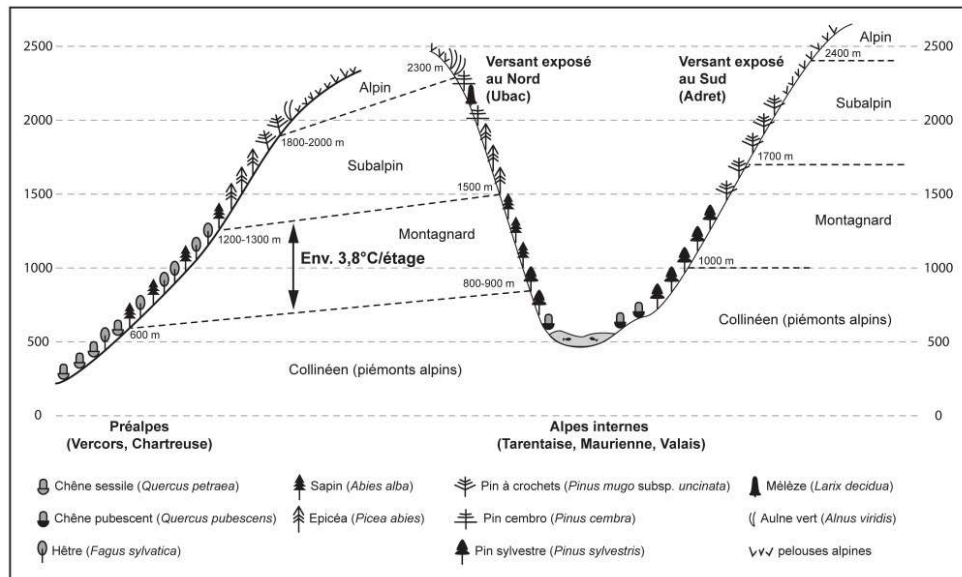 2500
2000
1500
1000
500
0
Alpin
2300 m
Versant exposé
au Nord
(Ubac)
Versant exposé
au Sud
(Adret)
2400 m
Alpin
2500
1800-2000 m
Subalpin
Subalpin
2000
1700 m
1500 m
1500
1200-1300 m
Montagnard
Montagnard
Env. 3,8°C/étage
1000 m
1000
800-900 m
600 m
Collinéen (piémonts alpins)
Collinéen (piémonts alpins)
500
0
Préalpes
(Vercors, Chartreuse)
Alpes internes
(Tarentaise, Maurienne, Valais)
Chêne sessile (Quercus petraea)
Sapin (Abies alba)
Pin à crochets (Pinus mugo subsp. uncinata)
Mélèze (Larix decidua)
Chêne pubescent (Quercus pubescens)
Epicéa (Picea abies)
Pin cembro (Pinus cembra)
Aulne vert (Alnus viridis)
Hêtre (Fagus sylvatica)
Pin sylvestre (Pinus sylvestris)
pelouses alpines